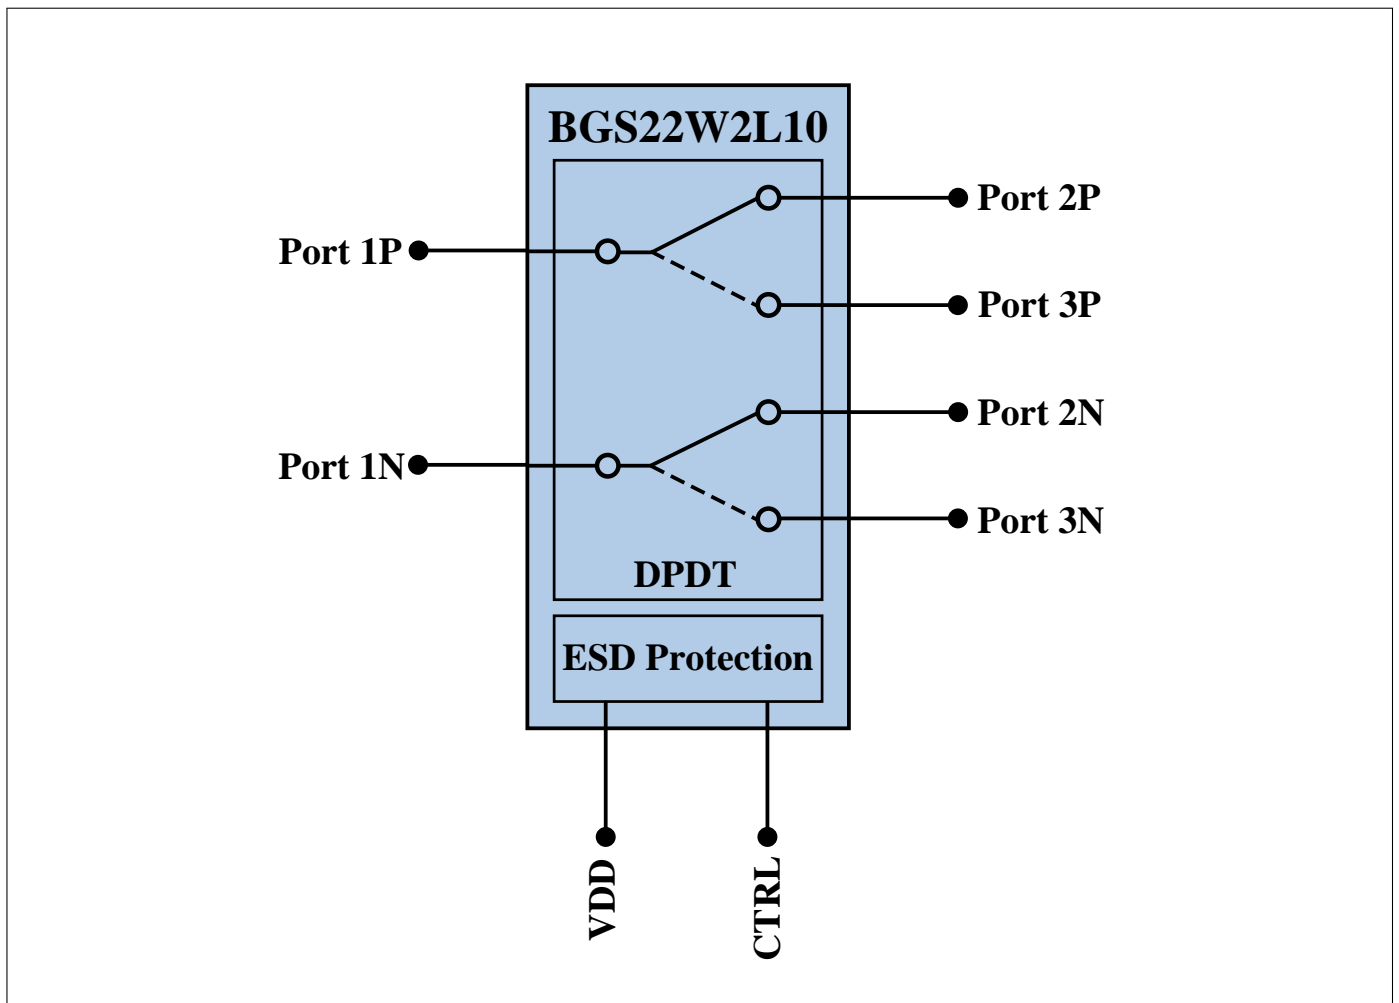 BGS22W2L10
Port 1P
Port 2P
Port 3P
Port 1N
Port 2N
Port 3N
DPDT
ESD Protection
VDD
CTRL